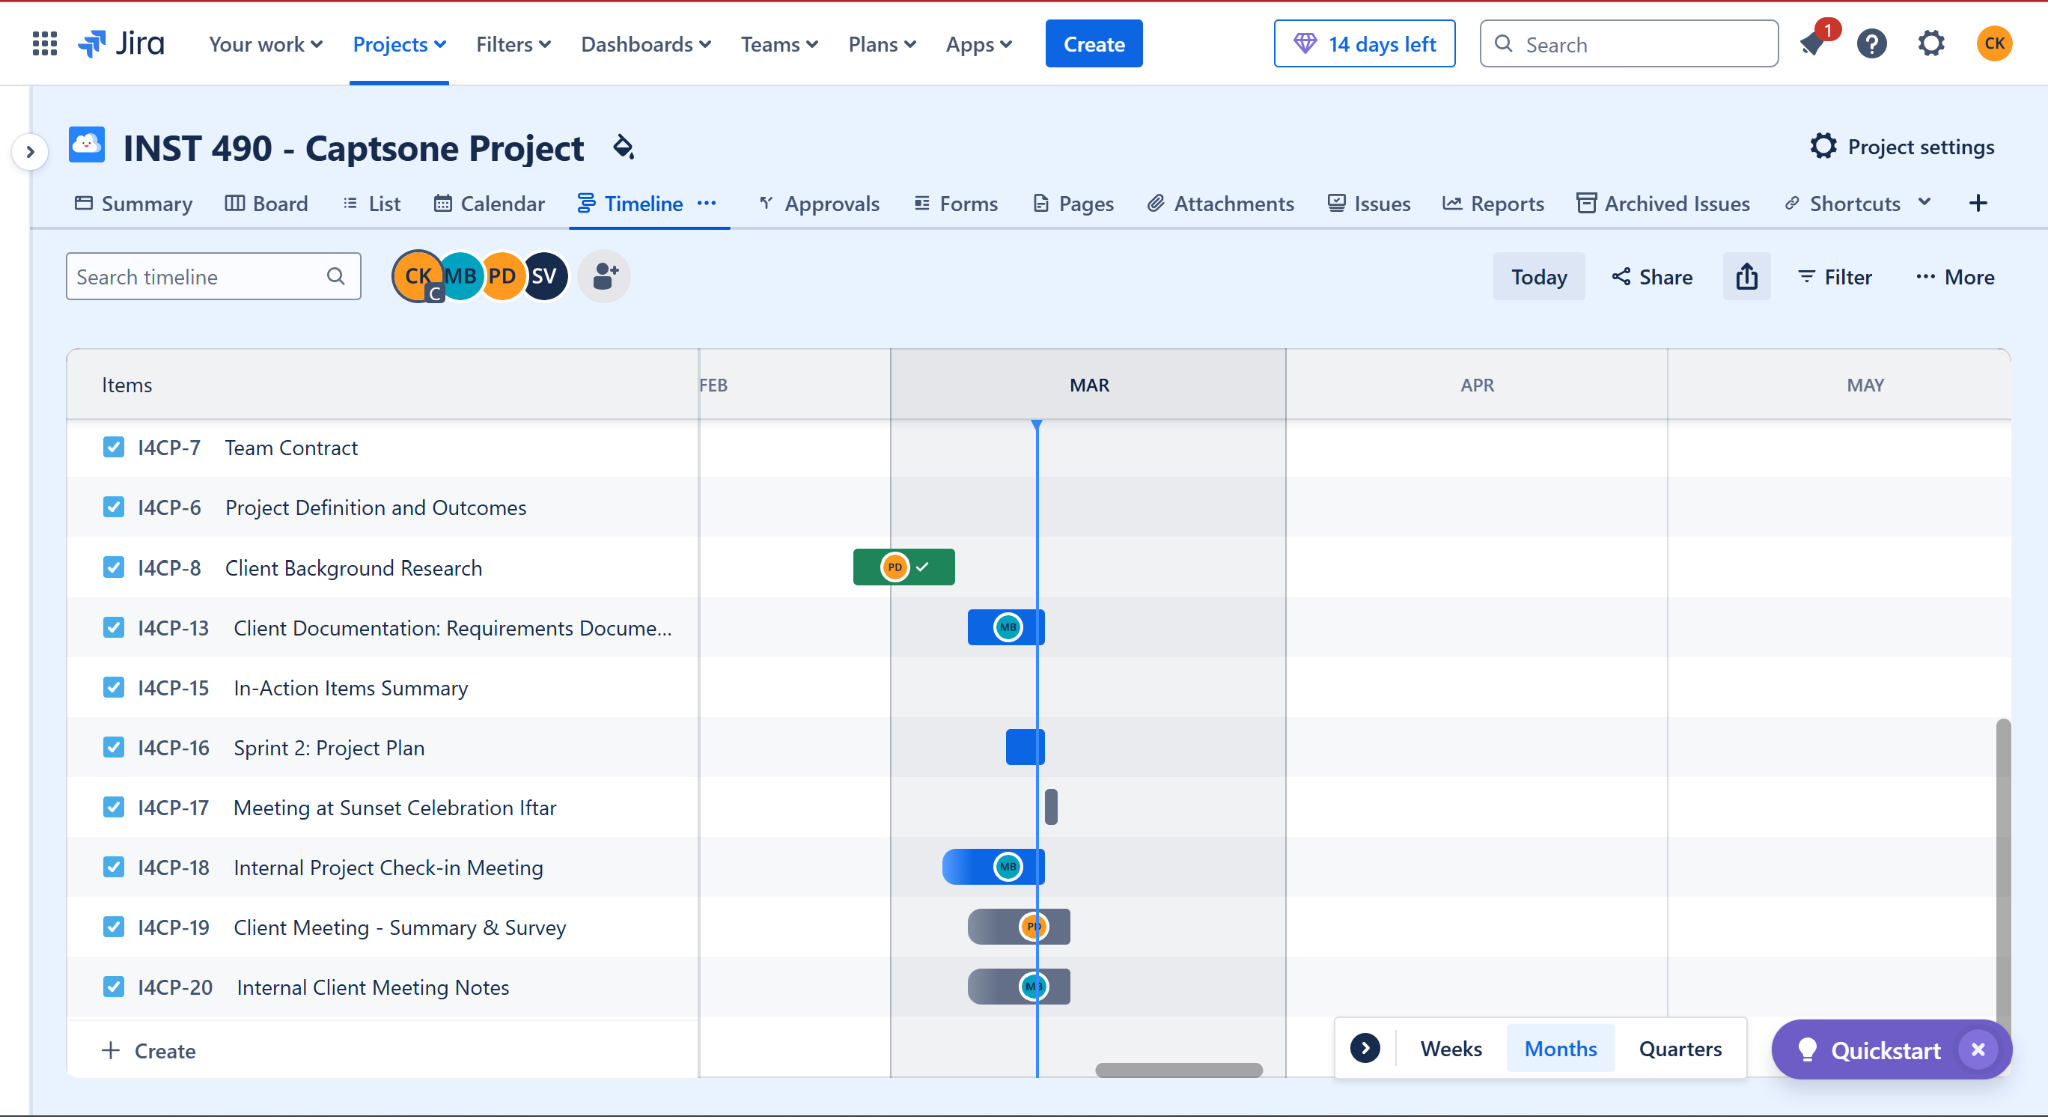 Jira Your work Projects Filters Dashboards Teams Plans Apps Create 14 days left Search 1 CK
INST 490 - Captsone Project Project settings
Summary Board List Calendar Timeline Approvals Forms Pages Attachments Issues Reports Archived Issues Shortcuts
Search timeline CK C MB PD SV Today Share Filter More
Items FEB MAR APR MAY
I4CP-7 Team Contract
I4CP-6 Project Definition and Outcomes
I4CP-8 Client Background Research PD
I4CP-13 Client Documentation: Requirements Docume... MB
I4CP-15 In-Action Items Summary
I4CP-16 Sprint 2: Project Plan
I4CP-17 Meeting at Sunset Celebration Iftar
I4CP-18 Internal Project Check-in Meeting MB
I4CP-19 Client Meeting - Summary & Survey PD
I4CP-20 Internal Client Meeting Notes MB
Create Weeks Months Quarters Quickstart